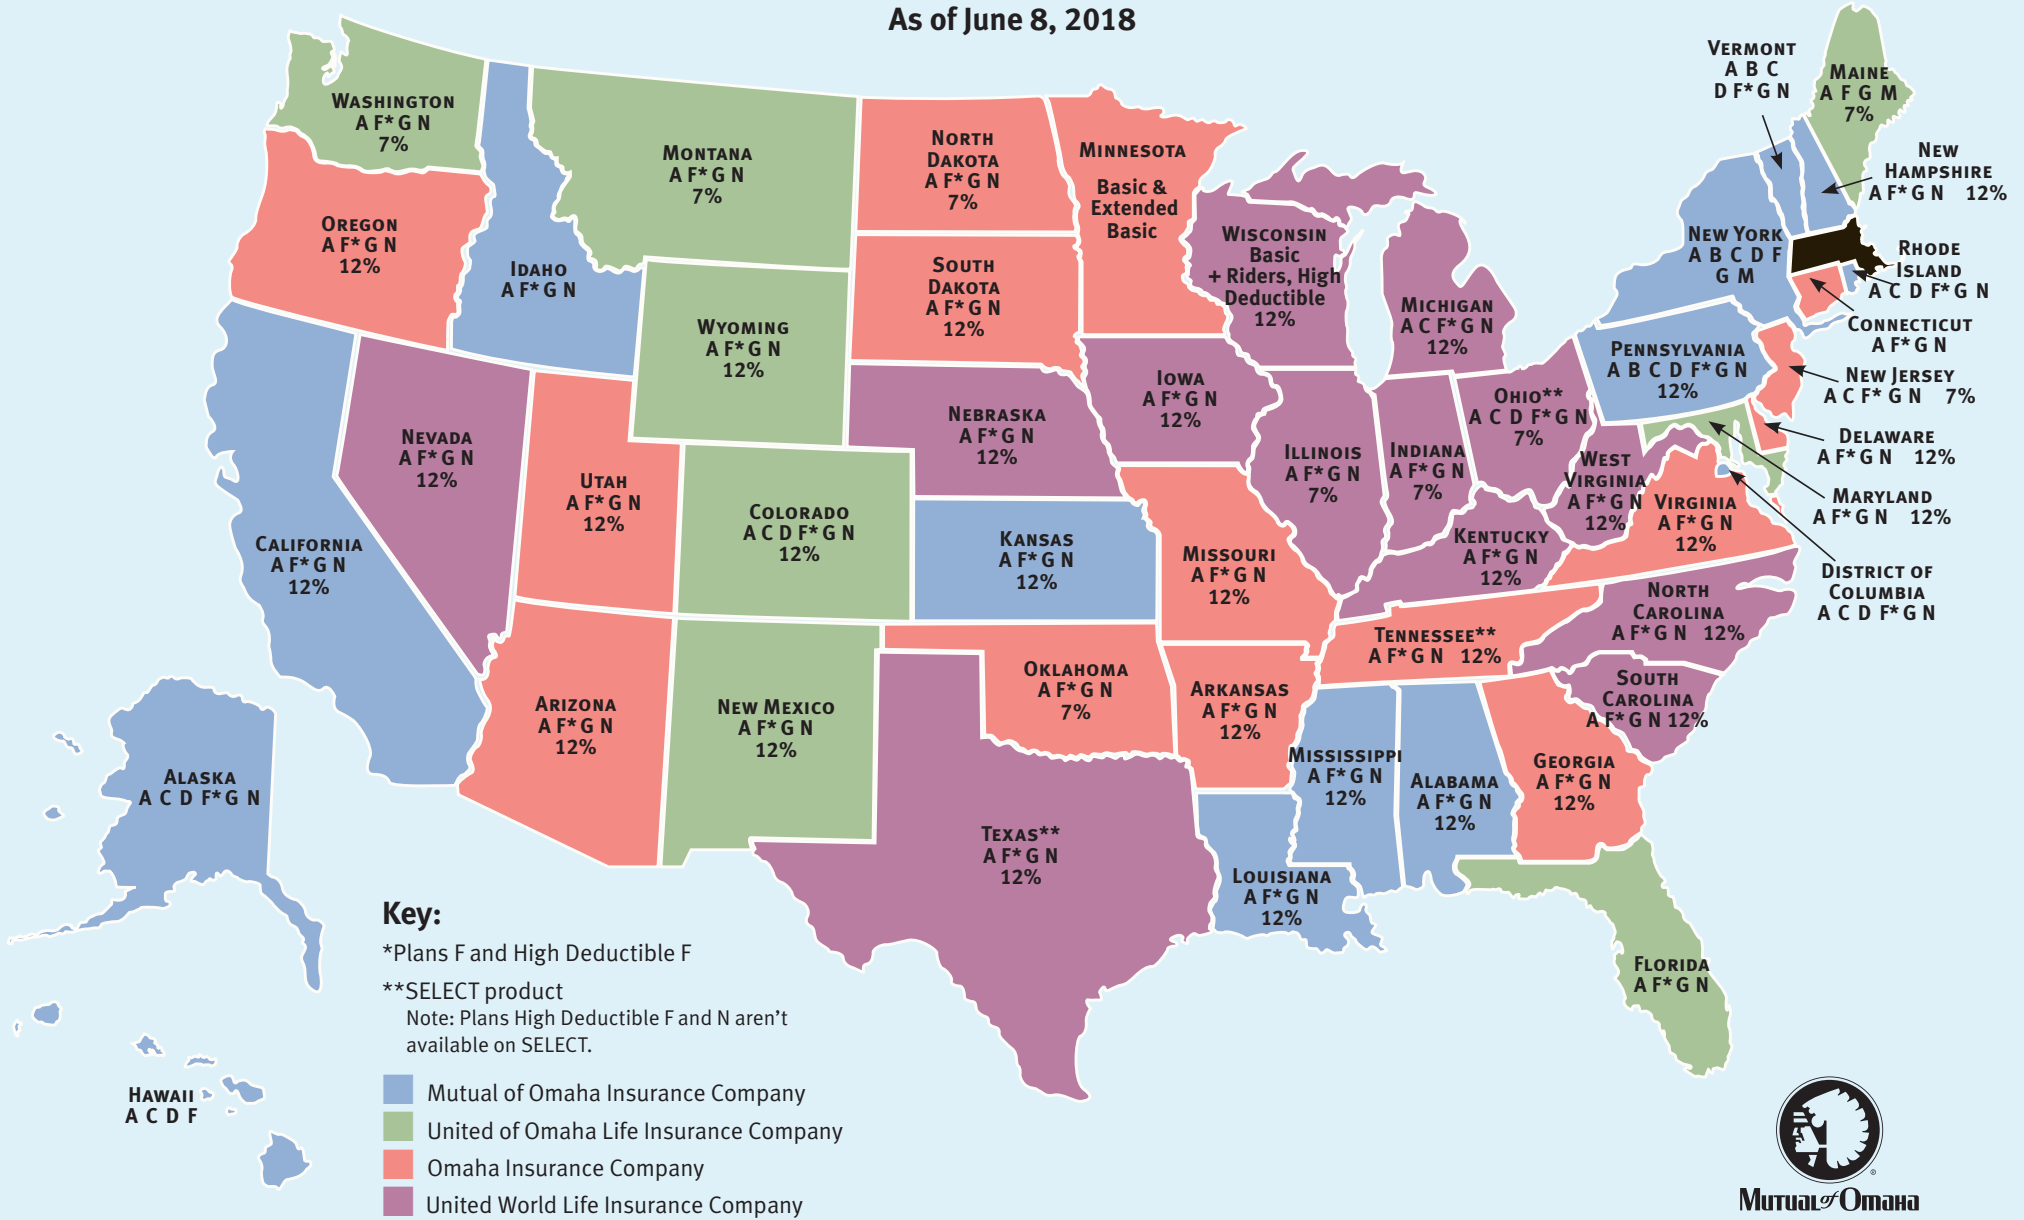 As of June 8, 2018
WASHINGTON
A F* G N
7%
OREGON
A F* G N
12%
IDAHO
A F* G N
MONTANA
A F* G N
7%
WYOMING
A F* G N
12%
NORTH
DAKOTA
A F* G N
7%
SOUTH
DAKOTA
A F* G N
12%
MINNESOTA
Basic &
Extended
Basic
WISCONSIN
Basic
+ Riders, High
Deductible
12%
MICHIGAN
A C F* G N
12%
VERMONT
A B C
D F* G N
MAINE
A F G M
7%
NEW
HAMPSHIRE
A F* G N 12%
NEW YORK
A B C D F
G M
RHODE
ISLAND
A C D F* G N
CONNECTICUT
A F* G N
PENNSYLVANIA
A B C D F* G N
12%
NEW JERSEY
A C F* G N 7%
DELAWARE
A F* G N 12%
MARYLAND
A F* G N 12%
DISTRICT OF
COLUMBIA
A C D F* G N
CALIFORNIA
A F* G N
12%
NEVADA
A F* G N
12%
UTAH
A F* G N
12%
COLORADO
A C D F* G N
12%
NEBRASKA
A F* G N
12%
KANSAS
A F* G N
12%
IOWA
A F* G N
12%
MISSOURI
A F* G N
12%
ILLINOIS
A F* G N
7%
INDIANA
A F* G N
7%
OHIO**
A C D F* G N
7%
WEST
VIRGINIA
A F* G N
12%
VIRGINIA
A F* G N
12%
KENTUCKY
A F* G N
12%
NORTH
CAROLINA
A F* G N 12%
TENNESSEE**
A F* G N 12%
SOUTH
CAROLINA
A F* G N 12%
ARIZONA
A F* G N
12%
NEW MEXICO
A F* G N
12%
OKLAHOMA
A F* G N
7%
ARKANSAS
A F* G N
12%
TEXAS**
A F* G N
12%
LOUISIANA
A F* G N
12%
MISSISSIPPI
A F* G N
12%
ALABAMA
A F* G N
12%
GEORGIA
A F* G N
12%
FLORIDA
A F* G N
ALASKA
A C D F* G N
HAWAII
A C D F
Key:
*Plans F and High Deductible F
**SELECT product
Note: Plans High Deductible F and N aren't
available on SELECT.
Mutual of Omaha Insurance Company
United of Omaha Life Insurance Company
Omaha Insurance Company
United World Life Insurance Company
®
MUTUAL of OMAHA